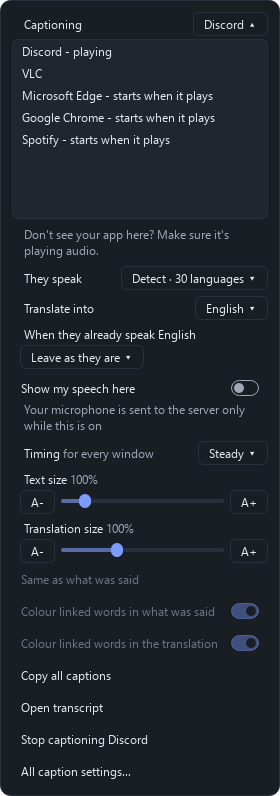 Captioning
Discord
Discord - playing
VLC
Microsoft Edge - starts when it plays
Google Chrome - starts when it plays
Spotify - starts when it plays
Don't see your app here? Make sure it's
playing audio.
They speak
Detect · 30 languages
Translate into
English
When they already speak English
Leave as they are
Show my speech here
Your microphone is sent to the server only
while this is on
Timing for every window
Steady
Text size 100%
A-
A+
Translation size 100%
A-
A+
Same as what was said
Colour linked words in what was said
Colour linked words in the translation
Copy all captions
Open transcript
Stop captioning Discord
All caption settings...